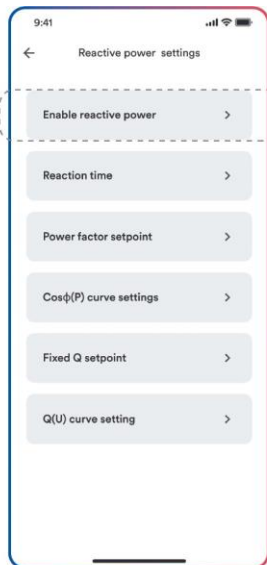 9:41
Reactive power settings
Enable reactive power
Reaction time
Power factor setpoint
Cosϕ(P) curve settings
Fixed Q setpoint
Q(U) curve setting